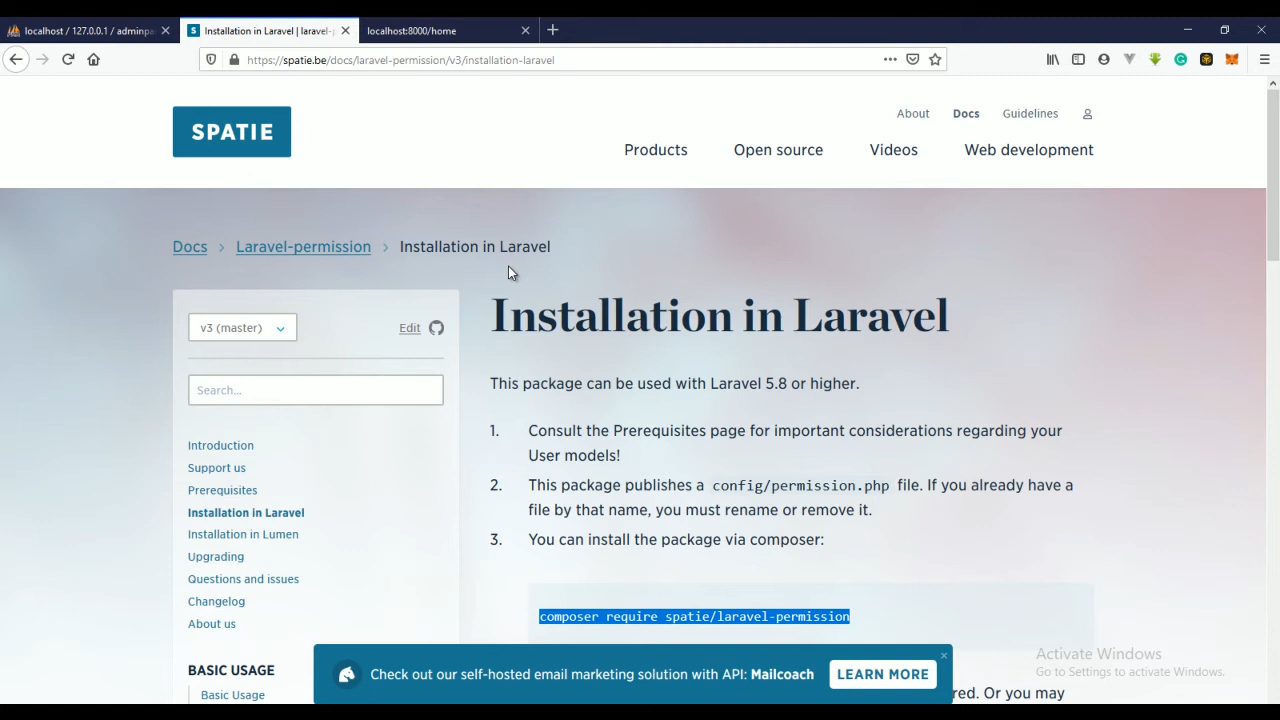 localhost / 127.0.0.1 / adminpa
Installation in Laravel | laravel-p
localhost:8000/home
https://spatie.be/docs/laravel-permission/v3/installation-laravel
SPATIE
About
Docs
Guidelines
Products
Open source
Videos
Web development
Docs > Laravel-permission > Installation in Laravel
v3 (master)
Edit
Search...
Introduction
Support us
Prerequisites
Installation in Laravel
Installation in Lumen
Upgrading
Questions and issues
Changelog
About us
BASIC USAGE
Basic Usage
Installation in Laravel
This package can be used with Laravel 5.8 or higher.
1. Consult the Prerequisites page for important considerations regarding your
User models!
2. This package publishes a config/permission.php file. If you already have a
file by that name, you must rename or remove it.
3. You can install the package via composer:
composer require spatie/laravel-permission
red. Or you may
Check out our self-hosted email marketing solution with API: Mailcoach
LEARN MORE
Activate Windows
Go to Settings to activate Windows.